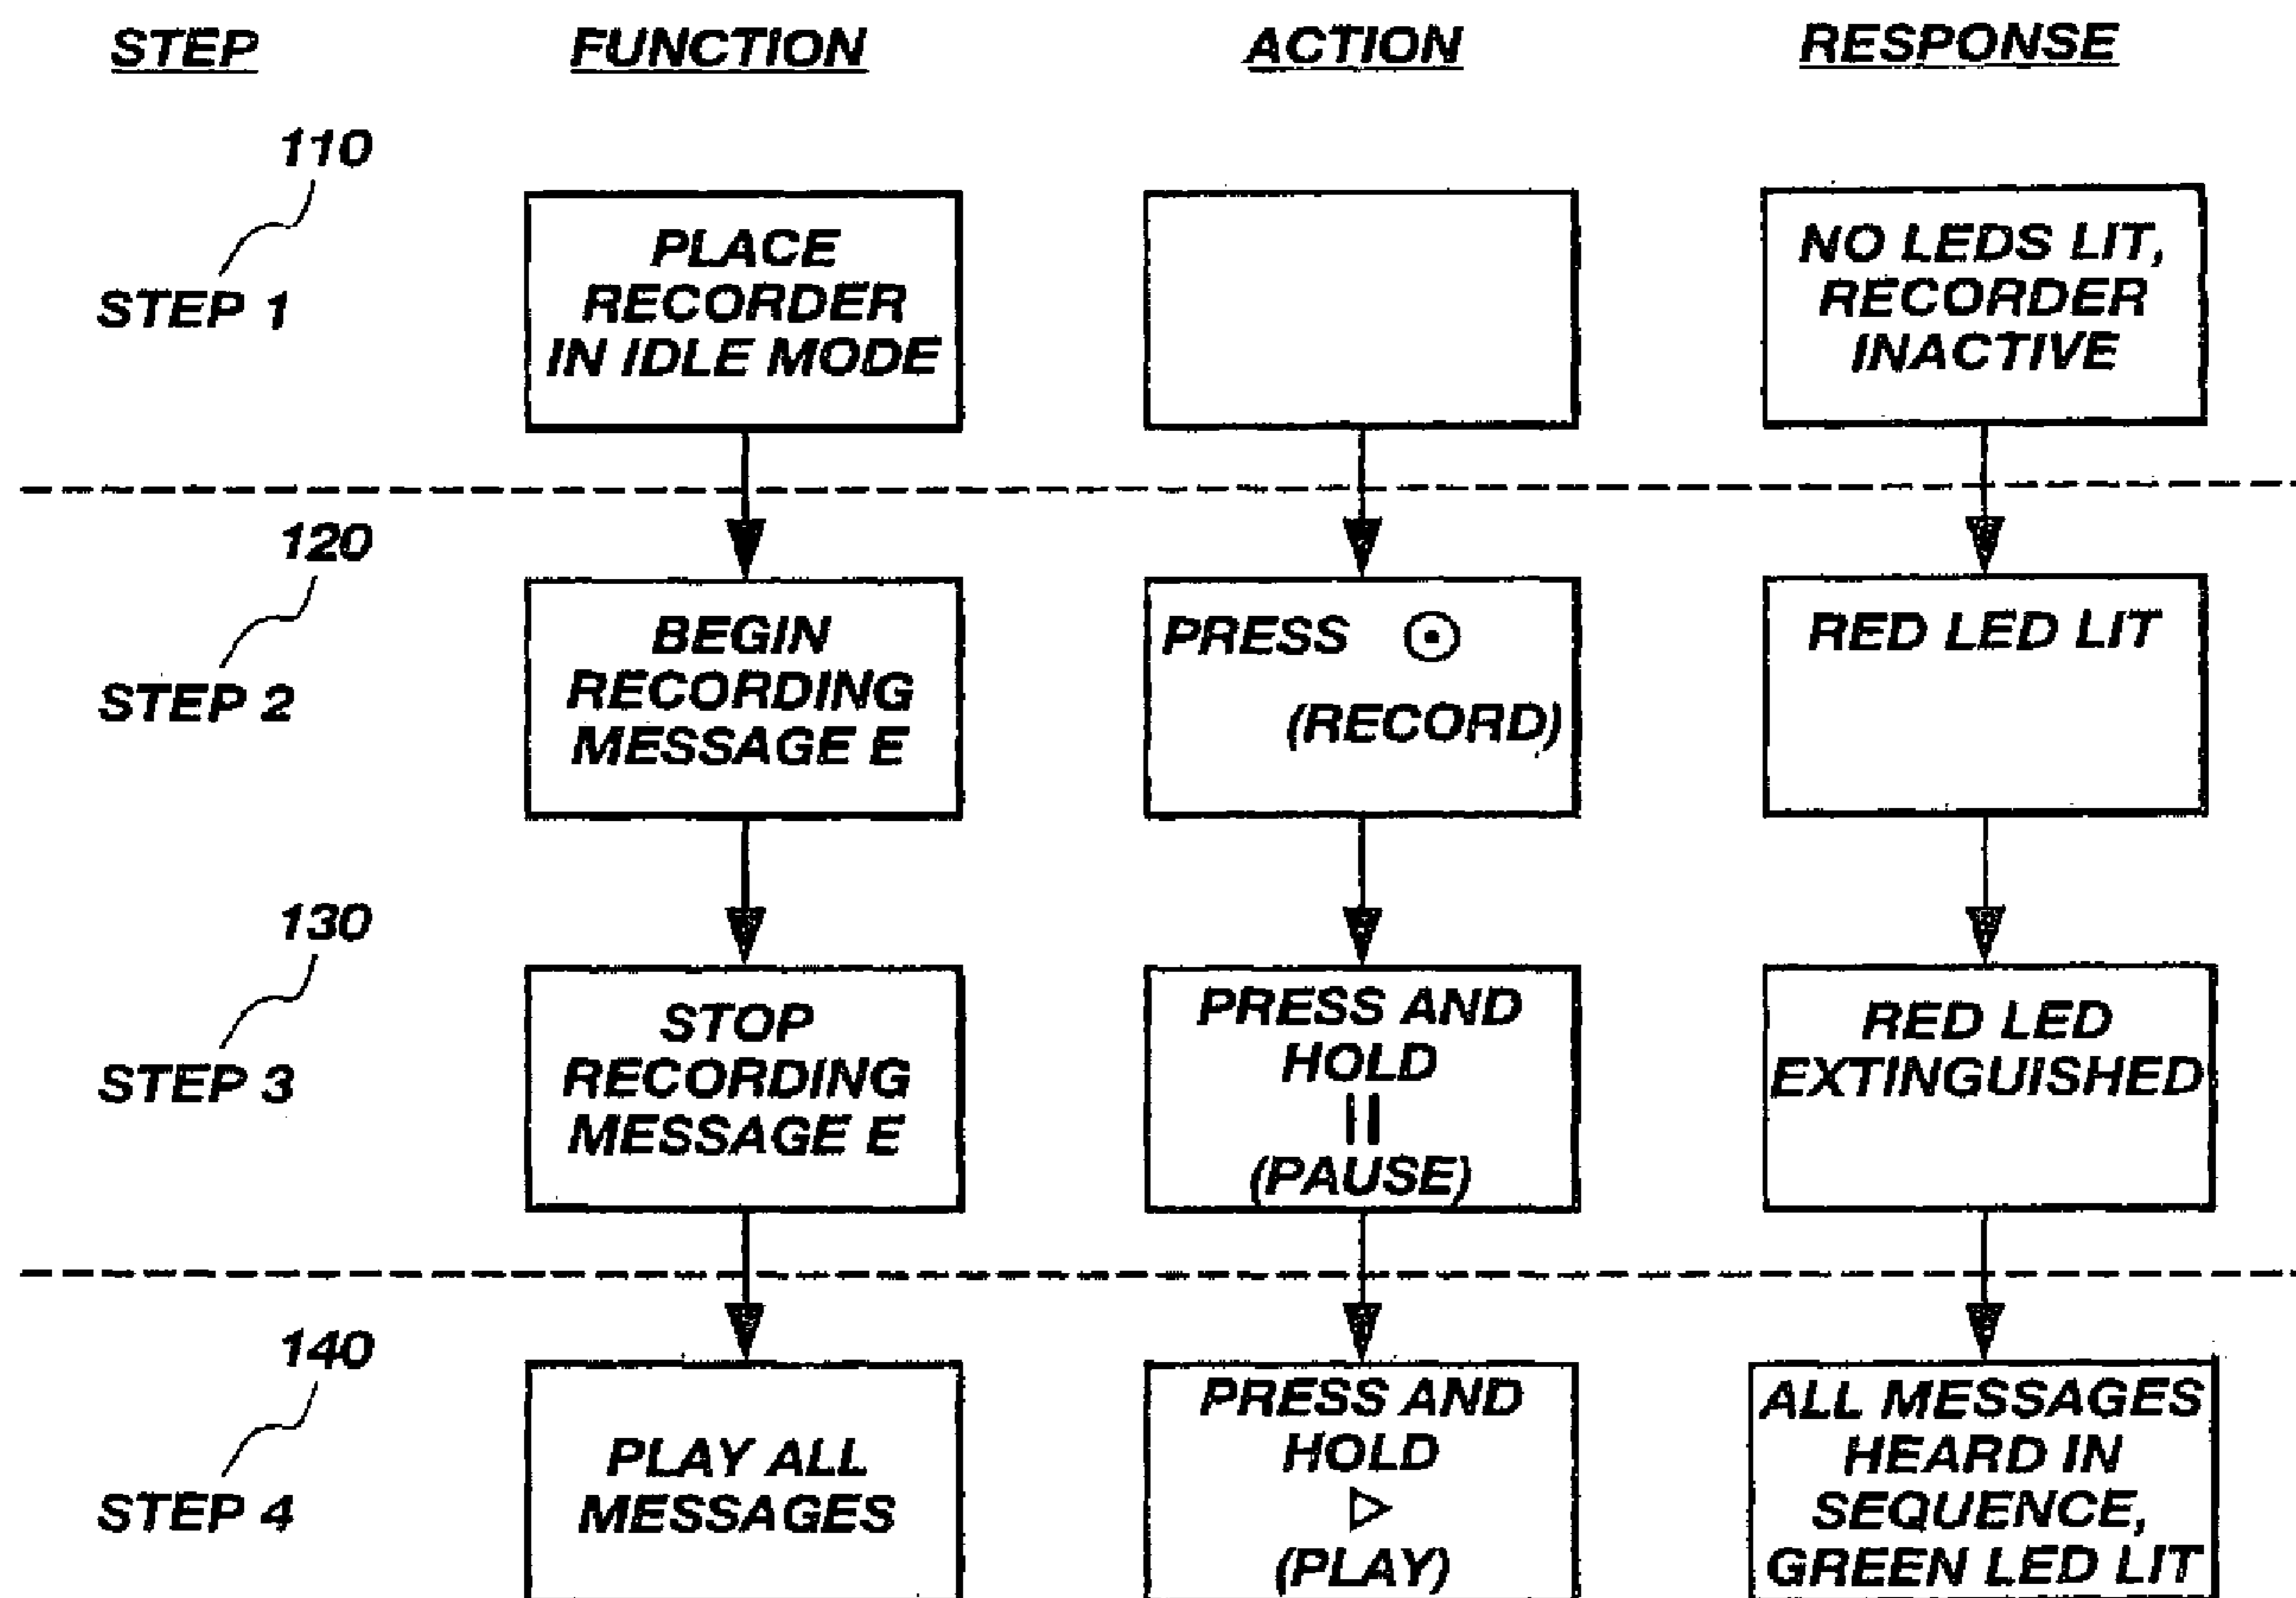 STEP FUNCTION ACTION RESPONSE
110
STEP 1
PLACE
RECORDER
IN IDLE MODE
NO LEDS LIT,
RECORDER
INACTIVE
120
STEP 2
BEGIN
RECORDING
MESSAGE E
PRESS
(RECORD)
RED LED LIT
130
STEP 3
STOP
RECORDING
MESSAGE E
PRESS AND
HOLD
(PAUSE)
RED LED
EXTINGUISHED
140
STEP 4
PLAY ALL
MESSAGES
PRESS AND
HOLD
(PLAY)
ALL MESSAGES
HEARD IN
SEQUENCE,
GREEN LED LIT